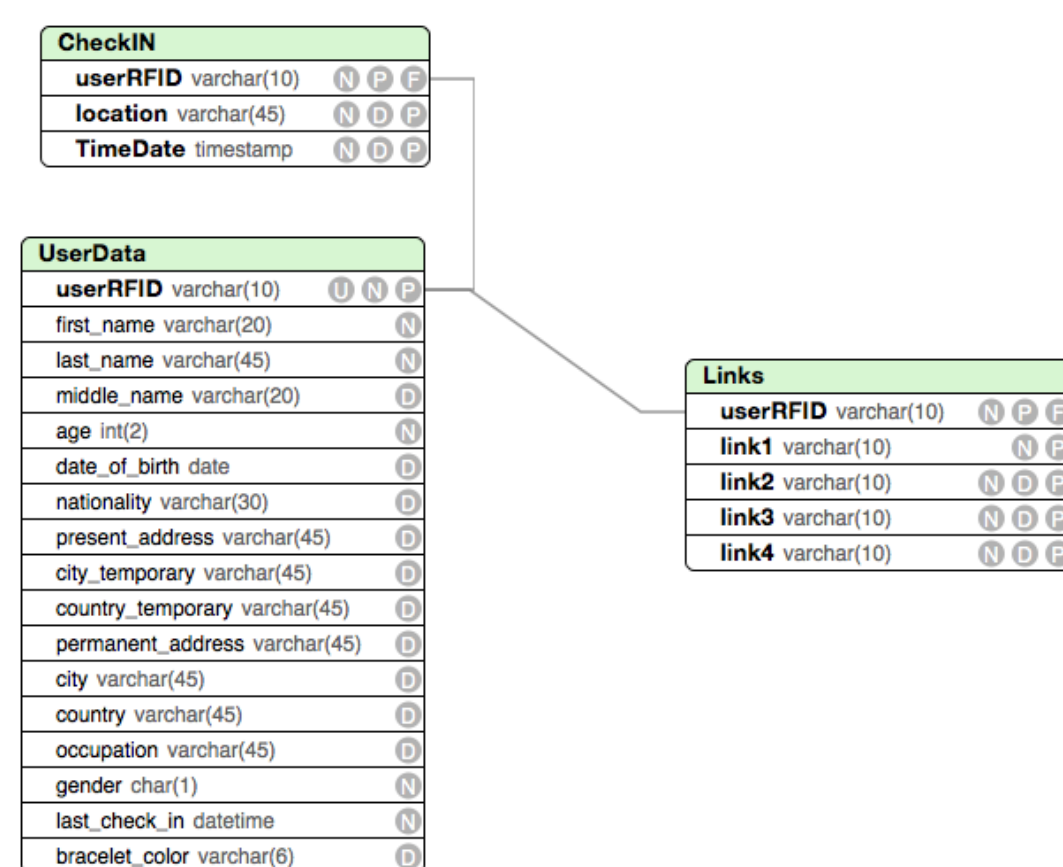 CheckIN
userRFID varchar(10) N P F
location varchar(45) N D P
TimeDate timestamp N D P
UserData
userRFID varchar(10) U N P
first_name varchar(20) N
last_name varchar(45) N
middle_name varchar(20) D
age int(2) N
date_of_birth date D
nationality varchar(30) D
present_address varchar(45) D
city_temporary varchar(45) D
country_temporary varchar(45) D
permanent_address varchar(45) D
city varchar(45) D
country varchar(45) D
occupation varchar(45) D
gender char(1) N
last_check_in datetime N
bracelet_color varchar(6) D
Links
userRFID varchar(10) N P F
link1 varchar(10) N P
link2 varchar(10) N D P
link3 varchar(10) N D P
link4 varchar(10) N D P